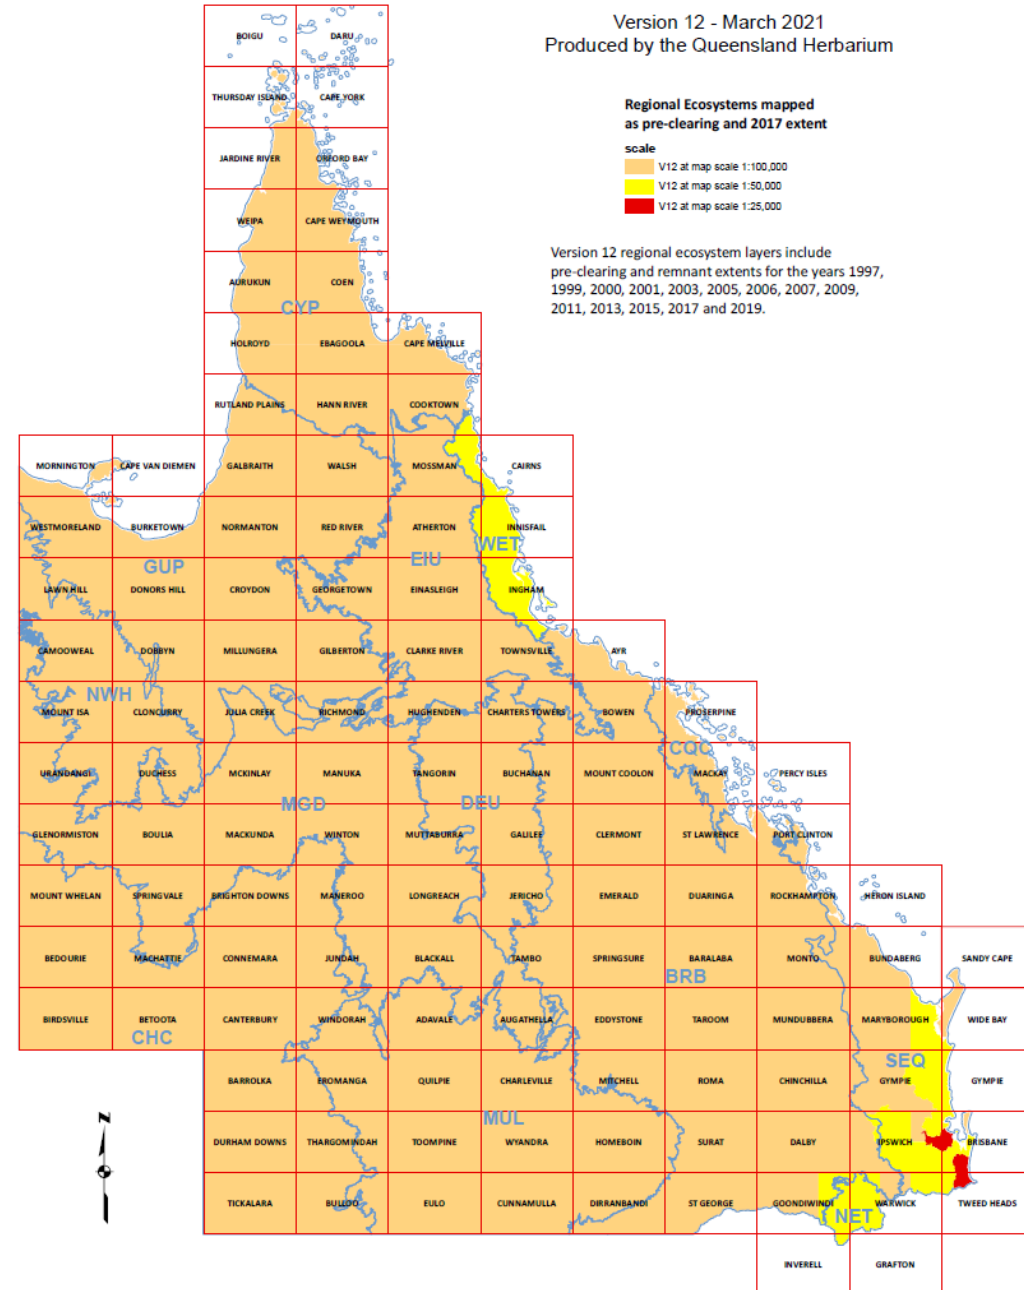 Version 12 - March 2021
Produced by the Queensland Herbarium
Regional Ecosystems mapped
as pre-clearing and 2017 extent
scale
V12 at map scale 1:100,000
V12 at map scale 1:50,000
V12 at map scale 1:25,000
Version 12 regional ecosystem layers include
pre-clearing and remnant extents for the years 1997,
1999, 2000, 2001, 2003, 2005, 2006, 2007, 2009,
2011, 2013, 2015, 2017 and 2019.
BOIGU DARU
THURSDAY ISLAND CAPE YORK
JARDINE RIVER ORFORD BAY
WEIPA CAPE WEYMOUTH
AURUKUN COEN
CYP
HOLROYD EBAGOOLA CAPE MELVILLE
RUTLAND PLAINS HANN RIVER COOKTOWN
MORNINGTON CAPE VAN DIEMEN GALBRAITH WALSH MOSSMAN CAIRNS
WESTMORELAND BURKETOWN NORMANTON RED RIVER ATHERTON INNISFAIL
WET
GUP EIU
LAWN HILL DONORS HILL CROYDON GEORGETOWN EINASLEIGH INGHAM
CAMOOWEAL DOBBYN MILLUNGERA GILBERTON CLARKE RIVER TOWNSVILLE AYR
NWH
MOUNT ISA CLONCURRY JULIA CREEK RICHMOND HUGHENDEN CHARTERS TOWERS BOWEN PROSERPINE
CQC
URANDANGI DUCHESS MCKINLAY MANUKA TANGORIN BUCHANAN MOUNT COOLON MACKAY PERCY ISLES
MGD DEU
GLENORMISTON BOULIA MACKUNDA WINTON MUTTABURRA GALILEE CLERMONT ST LAWRENCE PORT CLINTON
MOUNT WHELAN SPRINGVALE BRIGHTON DOWNS MANEROO LONGREACH JERICHO EMERALD DUARINGA ROCKHAMPTON HERON ISLAND
BEDOURIE MACHATTIE CONNEMARA JUNDAH BLACKALL TAMBO SPRINGSURE BARALABA MONTO BUNDABERG SANDY CAPE
BRB
BIRDSVILLE BETOOTA CANTERBURY WINDORAH ADAVALE AUGATHELLA EDDYSTONE TAROOM MUNDUBBERA MARYBOROUGH WIDE BAY
CHC
SEQ
BARROLKA EROMANGA QUILPIE CHARLEVILLE MITCHELL ROMA CHINCHILLA GYMPIE GYMPIE
MUL
N
DURHAM DOWNS THARGOMINDAH TOOMPINE WYANDRA HOMEBOIN SURAT DALBY IPSWICH BRISBANE
TICKALARA BULLOO EULO CUNNAMULLA DIRRANBANDI ST GEORGE GOONDIWINDI WARWICK TWEED HEADS
NET
INVERELL GRAFTON